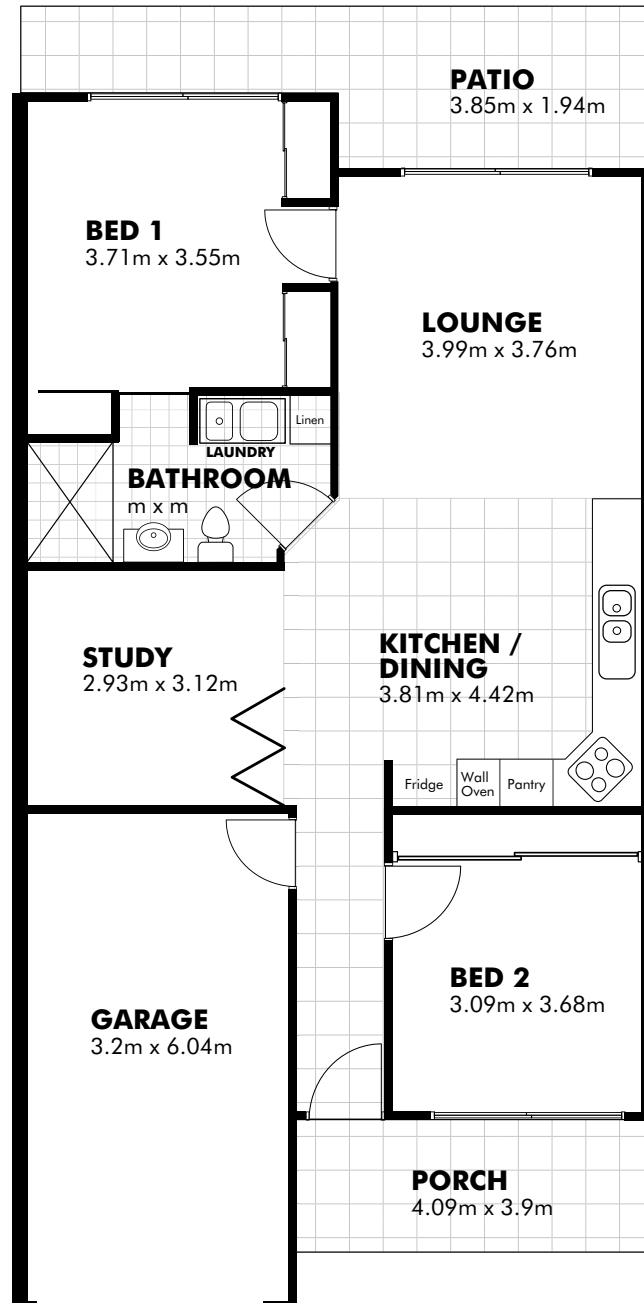 PATIO
3.85m x 1.94m
BED 1
3.71m x 3.55m
LOUNGE
3.99m x 3.76m
Linen
LAUNDRY
BATHROOM
m x m
STUDY
2.93m x 3.12m
KITCHEN /
DINING
3.81m x 4.42m
Fridge
Wall
Oven
Pantry
BED 2
3.09m x 3.68m
GARAGE
3.2m x 6.04m
PORCH
4.09m x 3.9m